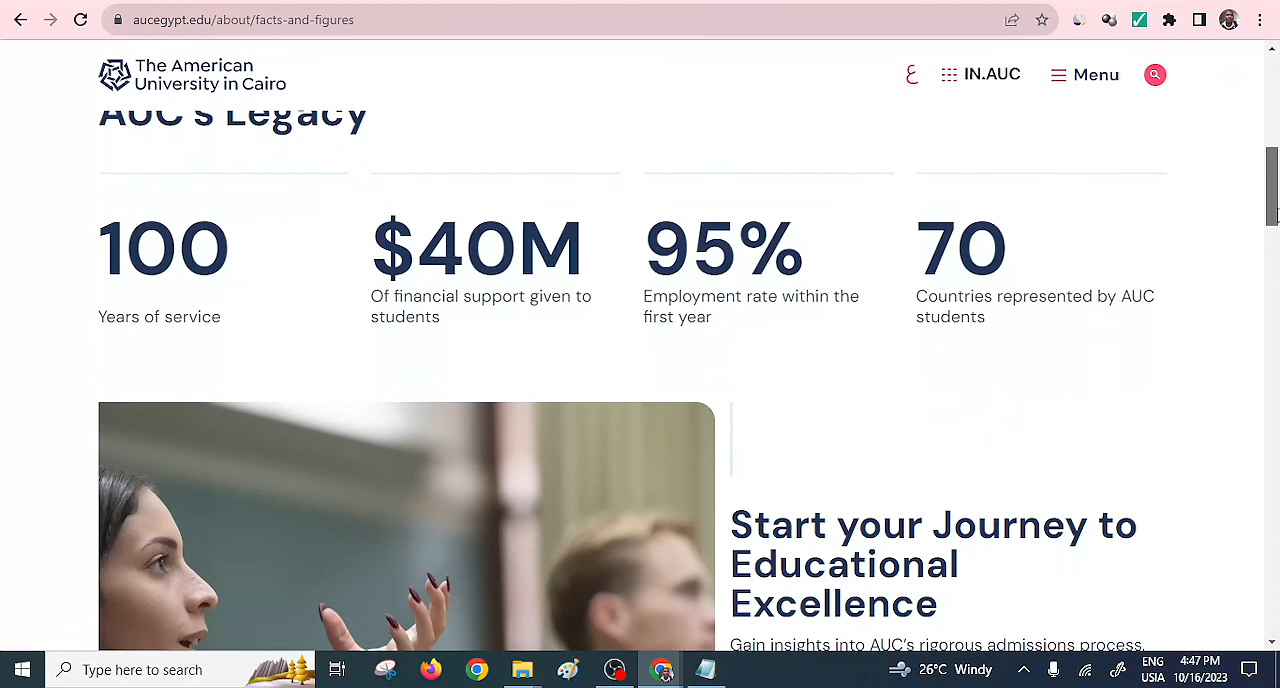 aucegypt.edu/about/facts-and-figures
The American
University in Cairo
ع
IN.AUC
Menu
AUC's Legacy
100
Years of service
$40M
Of financial support given to
students
95%
Employment rate within the
first year
70
Countries represented by AUC
students
Start your Journey to
Educational
Excellence
Gain insights into AUC's rigorous admissions process,
Type here to search
26°C Windy
ENG
USA
4:47 PM
10/16/2023